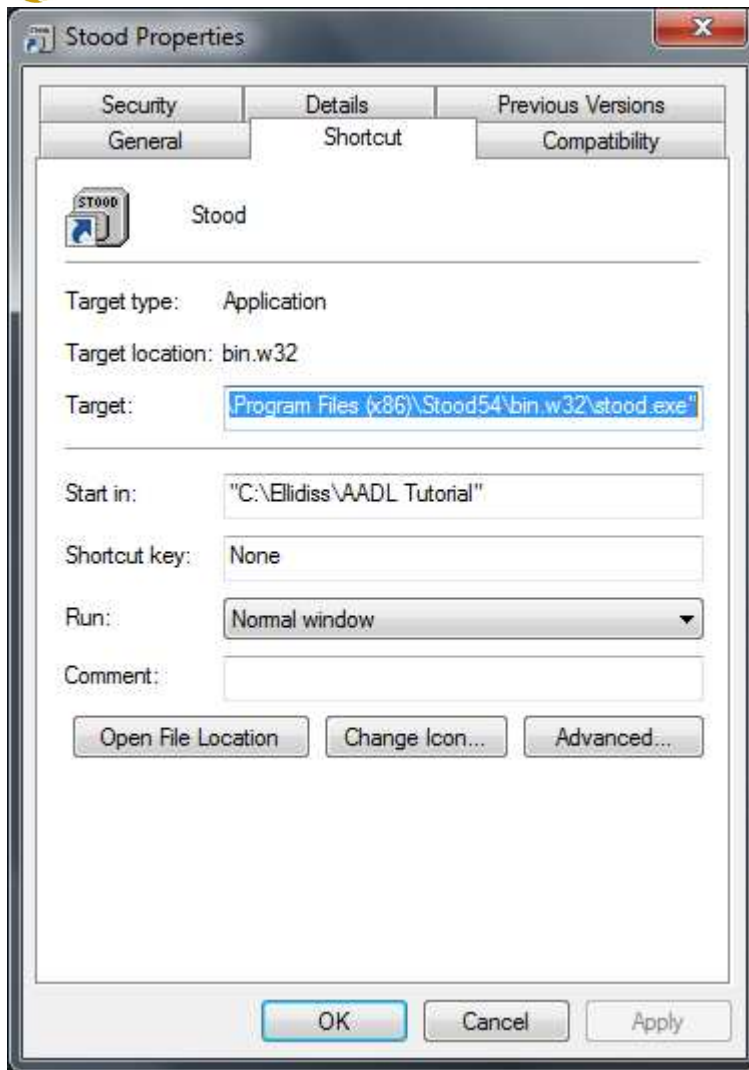 Stood Properties
Security Details Previous Versions
General Shortcut Compatibility
STOOD
Stood
Target type: Application
Target location: bin.w32
Target: \Program Files (x86)\Stood54\bin.w32\stood.exe"
Start in: "C:\Ellidiss\AADL Tutorial"
Shortcut key: None
Run: Normal window
Comment:
Open File Location Change Icon... Advanced...
OK Cancel Apply